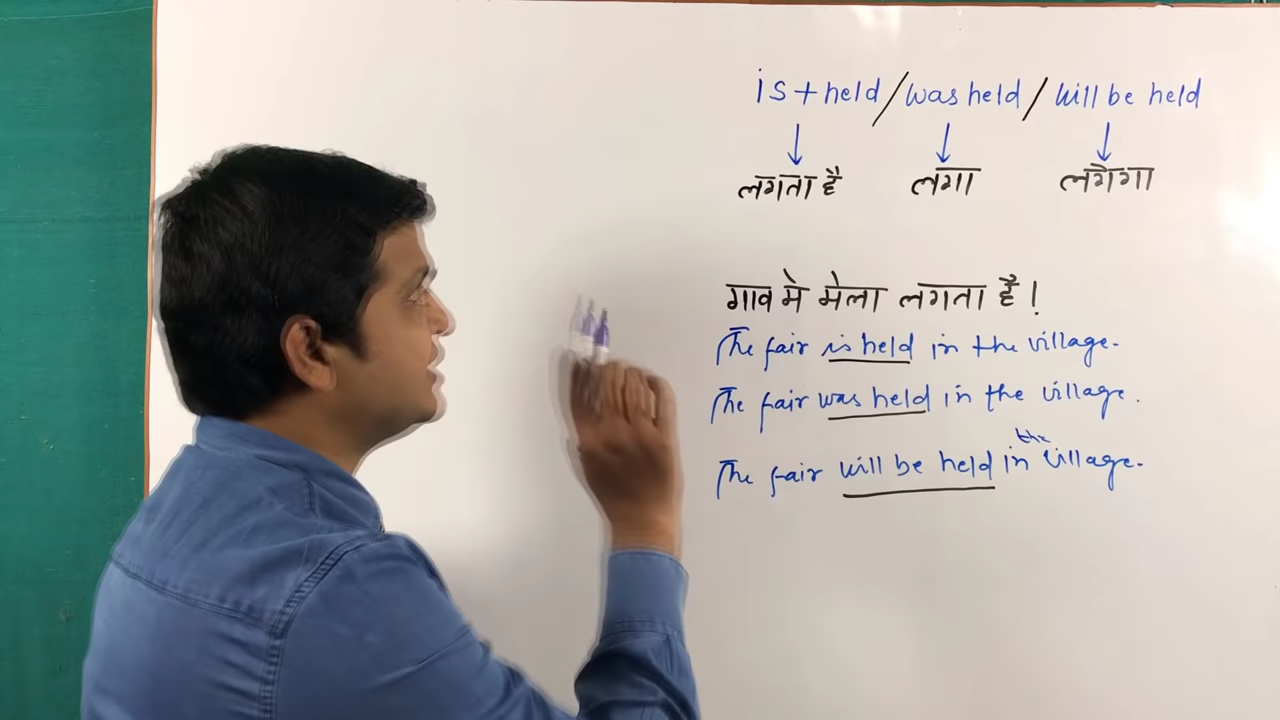 is + held / was held / will be held
लगता है लगा लगेगा
गाव मे मेला लगता है !
The fair is held in the village.
The fair was held in the village.
The fair will be held in the village.